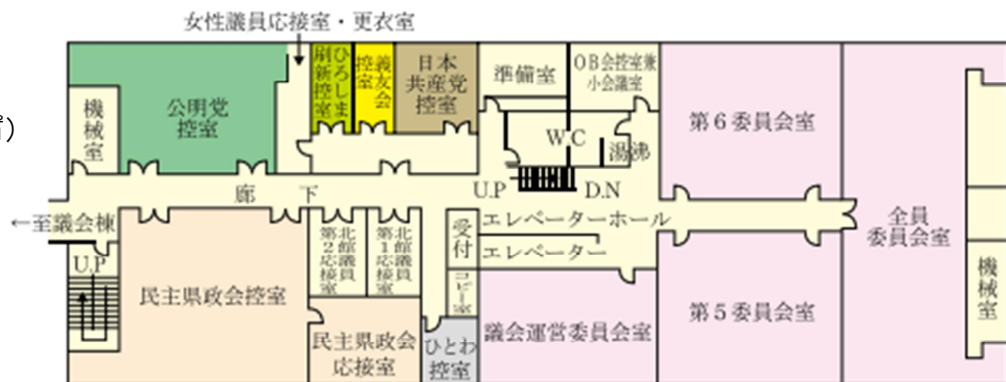 女性議員応接室・更衣室
機械室
公明党
控室
ひろしま
刷新控室
義友会
控室
日本
共産党
控室
準備室
OB会控室兼
小会議室
第6委員会室
W.C
湯沸
廊下
U.P
D.N
←至議会棟
U.P
民主県政会控室
北館議員
第2応接室
北館議員
第1応接室
受付
エレベーターホール
エレベーター
コピー室
民主県政会
応接室
ひとわ
控室
議会運営委員会室
第5委員会室
全員
委員会室
機械室